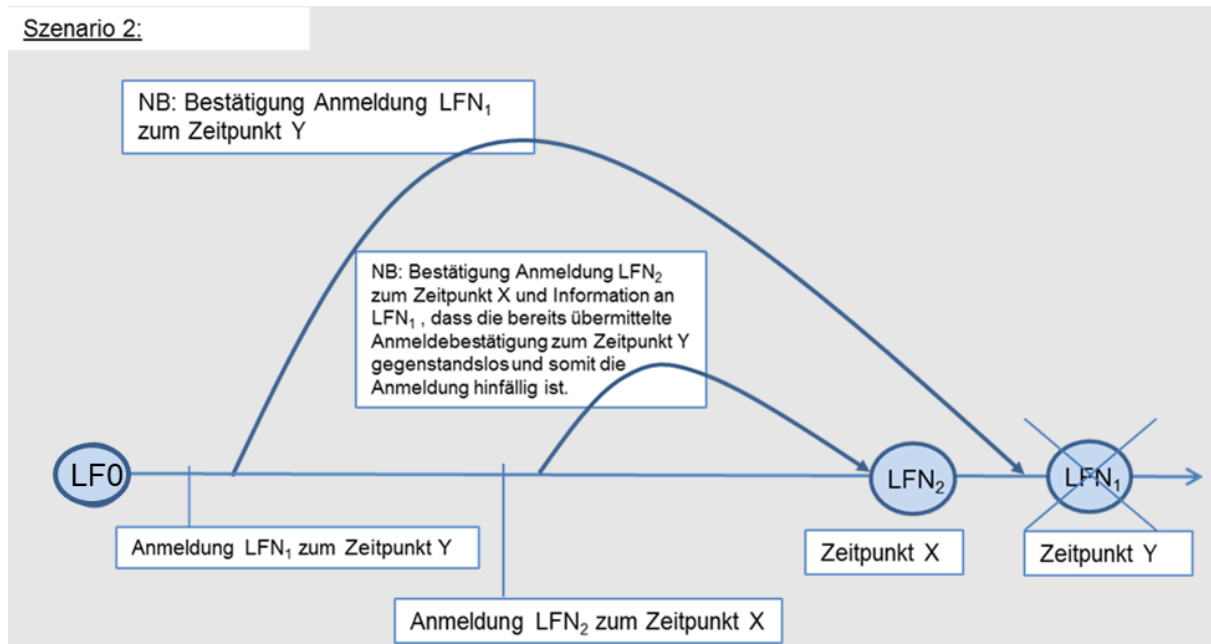 Szenario 2:
NB: Bestätigung Anmeldung LFN₁
zum Zeitpunkt Y
NB: Bestätigung Anmeldung LFN₂
zum Zeitpunkt X und Information an
LFN₁ , dass die bereits übermittelte
Anmeldebestätigung zum Zeitpunkt Y
gegenstandslos und somit die
Anmeldung hinfällig ist.
LF0
LFN₂
LFN₁
Anmeldung LFN₁ zum Zeitpunkt Y
Zeitpunkt X
Zeitpunkt Y
Anmeldung LFN₂ zum Zeitpunkt X